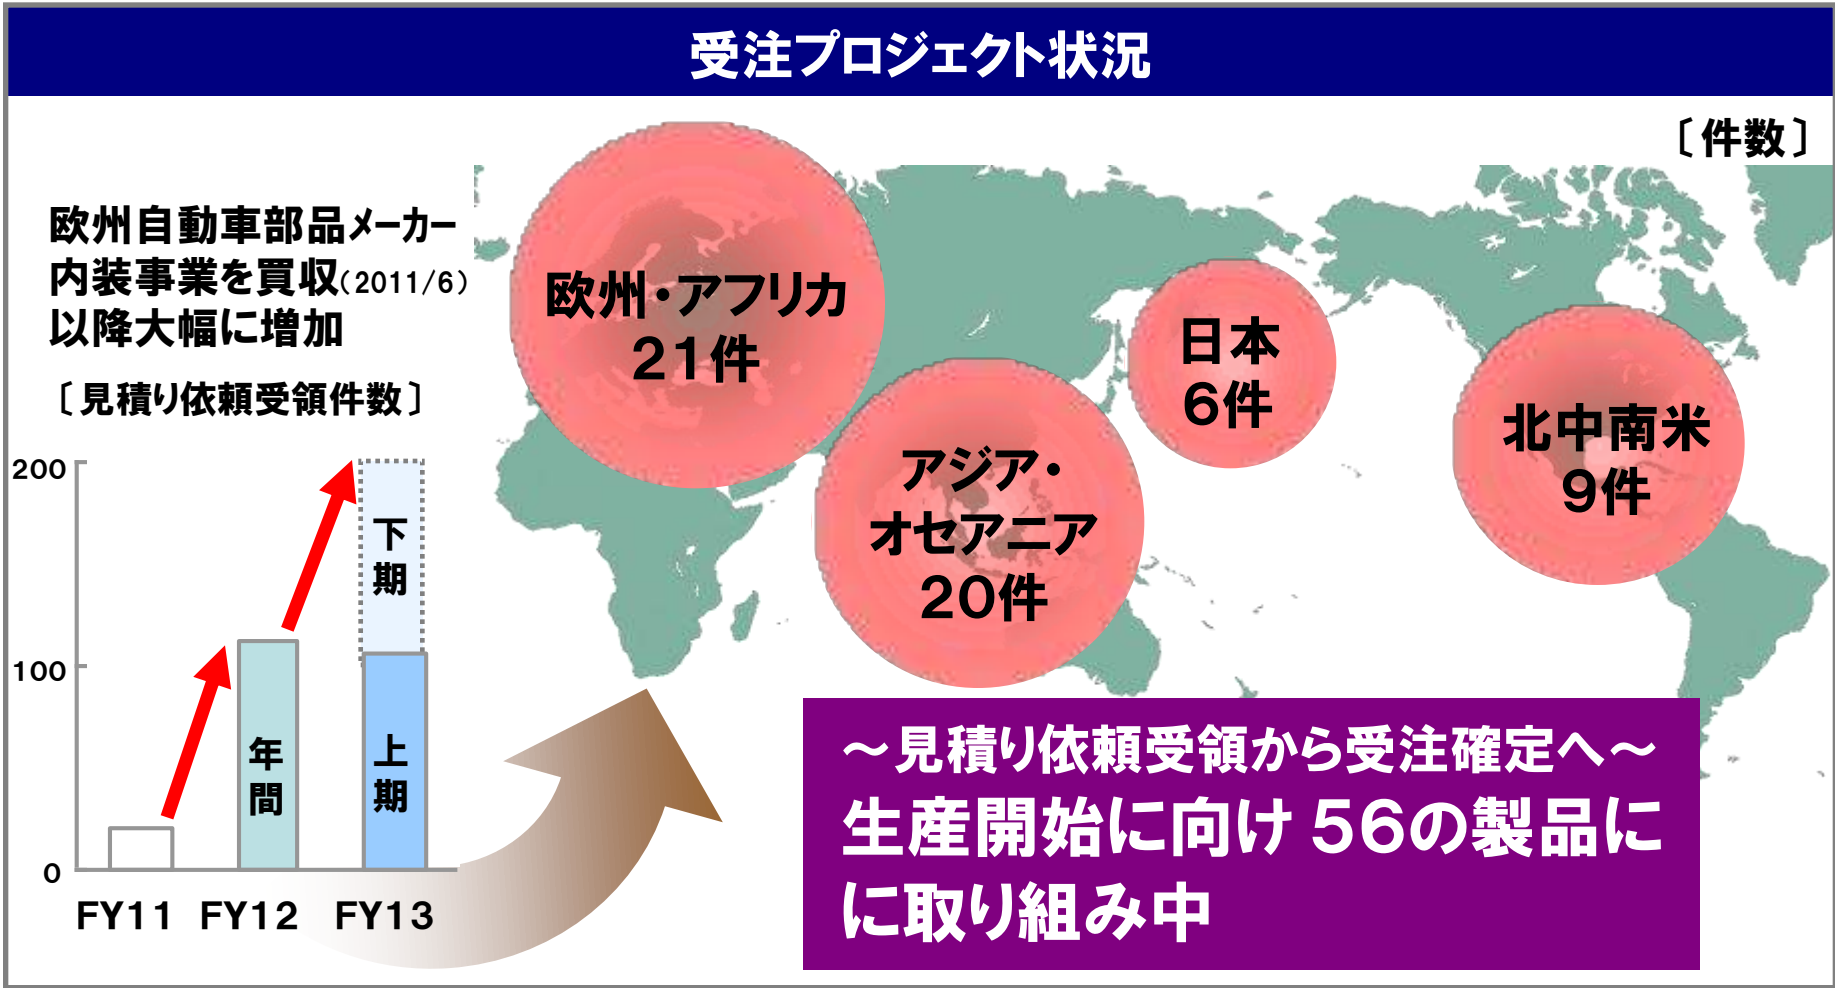 受注プロジェクト状況
〔件数〕
欧州自動車部品メーカー
内装事業を買収(2011/6)
以降大幅に増加
〔見積り依頼受領件数〕
200
100
0
年間
下期
上期
FY11 FY12 FY13
欧州・アフリカ
21件
アジア・
オセアニア
20件
日本
6件
北中南米
9件
～見積り依頼受領から受注確定へ～
生産開始に向け 56の製品に
に取り組み中